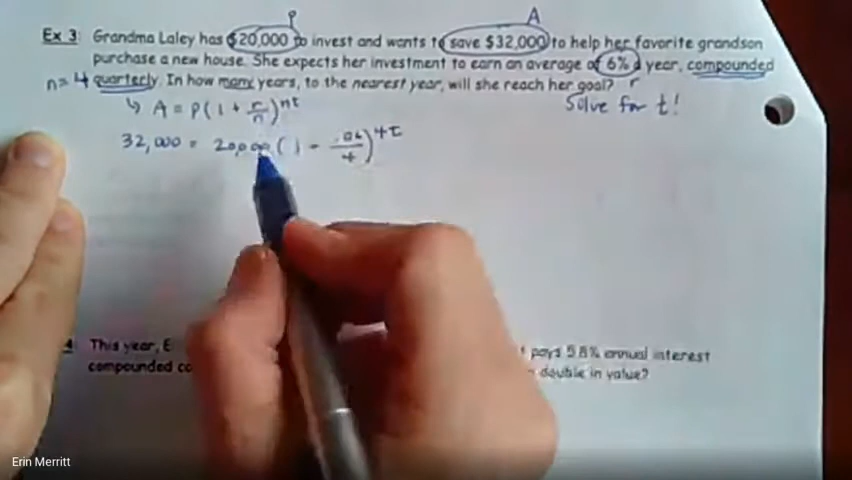 P A
Ex 3: Grandma Laley has $20,000 to invest and wants to save $32,000 to help her favorite grandson
purchase a new house. She expects her investment to earn an average of 6% a year, compounded
n=4 quarterly. In how many years, to the nearest year, will she reach her goal? r
↳ A = P(1 + r/n)^nt Solve for t!
32,000 = 20,000 (1 - .06/4)^4t
4 This year, E pays 5.8% annual interest
compounded co double in value?
Erin Merritt